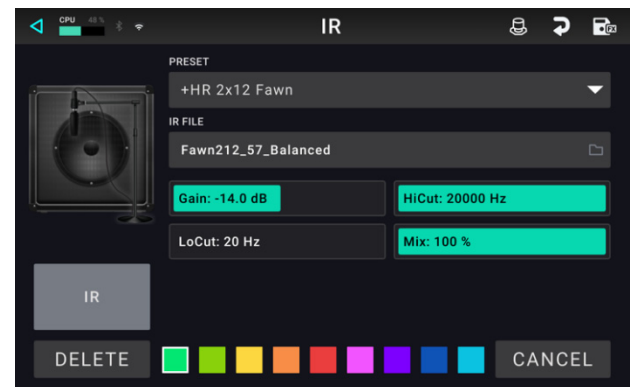 CPU 48 %
IR
PRESET
+HR 2x12 Fawn
IR FILE
Fawn212_57_Balanced
Gain: -14.0 dB
HiCut: 20000 Hz
LoCut: 20 Hz
Mix: 100 %
IR
DELETE
CANCEL